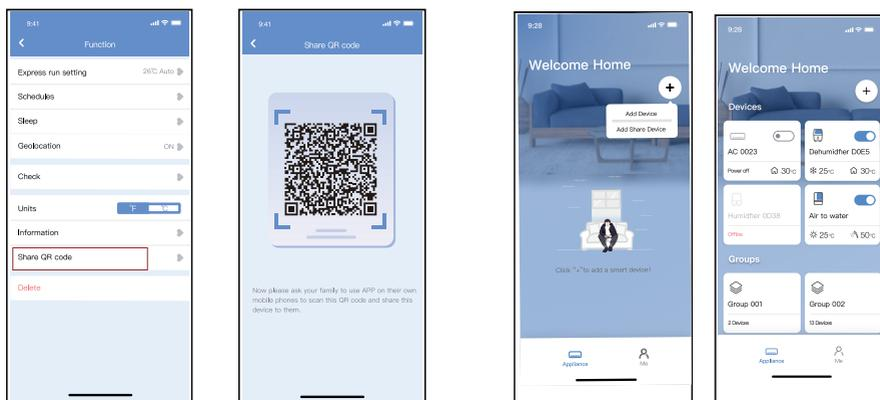 9:41
Function
Express run setting
26°C Auto
Schedules
Sleep
Geolocation
ON
Check
Units
°F
°C
Information
Share QR code
Delete
9:41
Share QR code
Now please ask your family to use APP on their own
mobile phones to scan this QR code and share this
device to them.
9:28
Welcome Home
+
Add Device
Add Share Device
Click "+"to add a smart device!
Appliance
Me
9:28
Welcome Home
+
Devices
AC 0023
Dehumidfier D0E5
Power off
30°C
25°C
30°C
Humidfier 0D38
Air to water
Offline
25°C
50°C
Groups
Group 001
Group 002
2 Devices
13 Devices
Appliance
Me